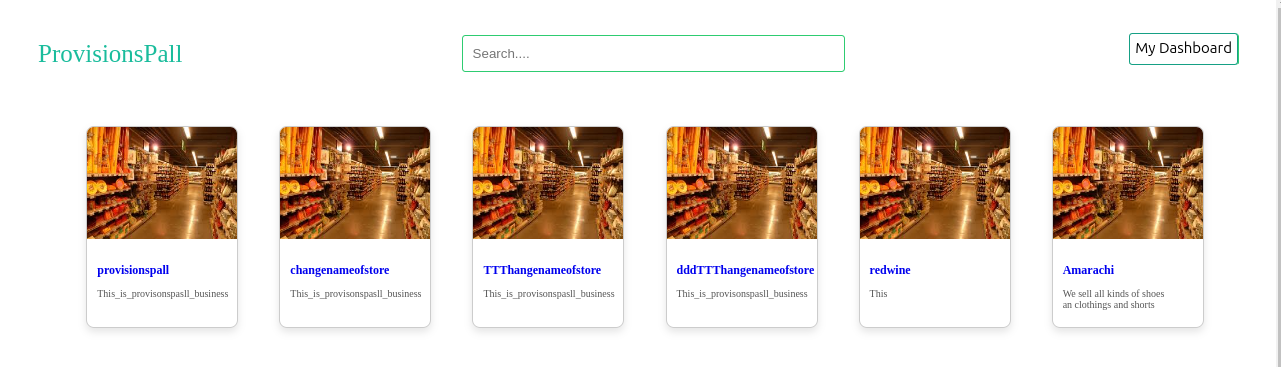 ProvisionsPall
Search....
My Dashboard
provisionspall
This_is_provisonspasll_business
changenameofstore
This_is_provisonspasll_business
TTThangenameofstore
This_is_provisonspasll_business
dddTTThangenameofstore
This_is_provisonspasll_business
redwine
This
Amarachi
We sell all kinds of shoes
an clothings and shorts